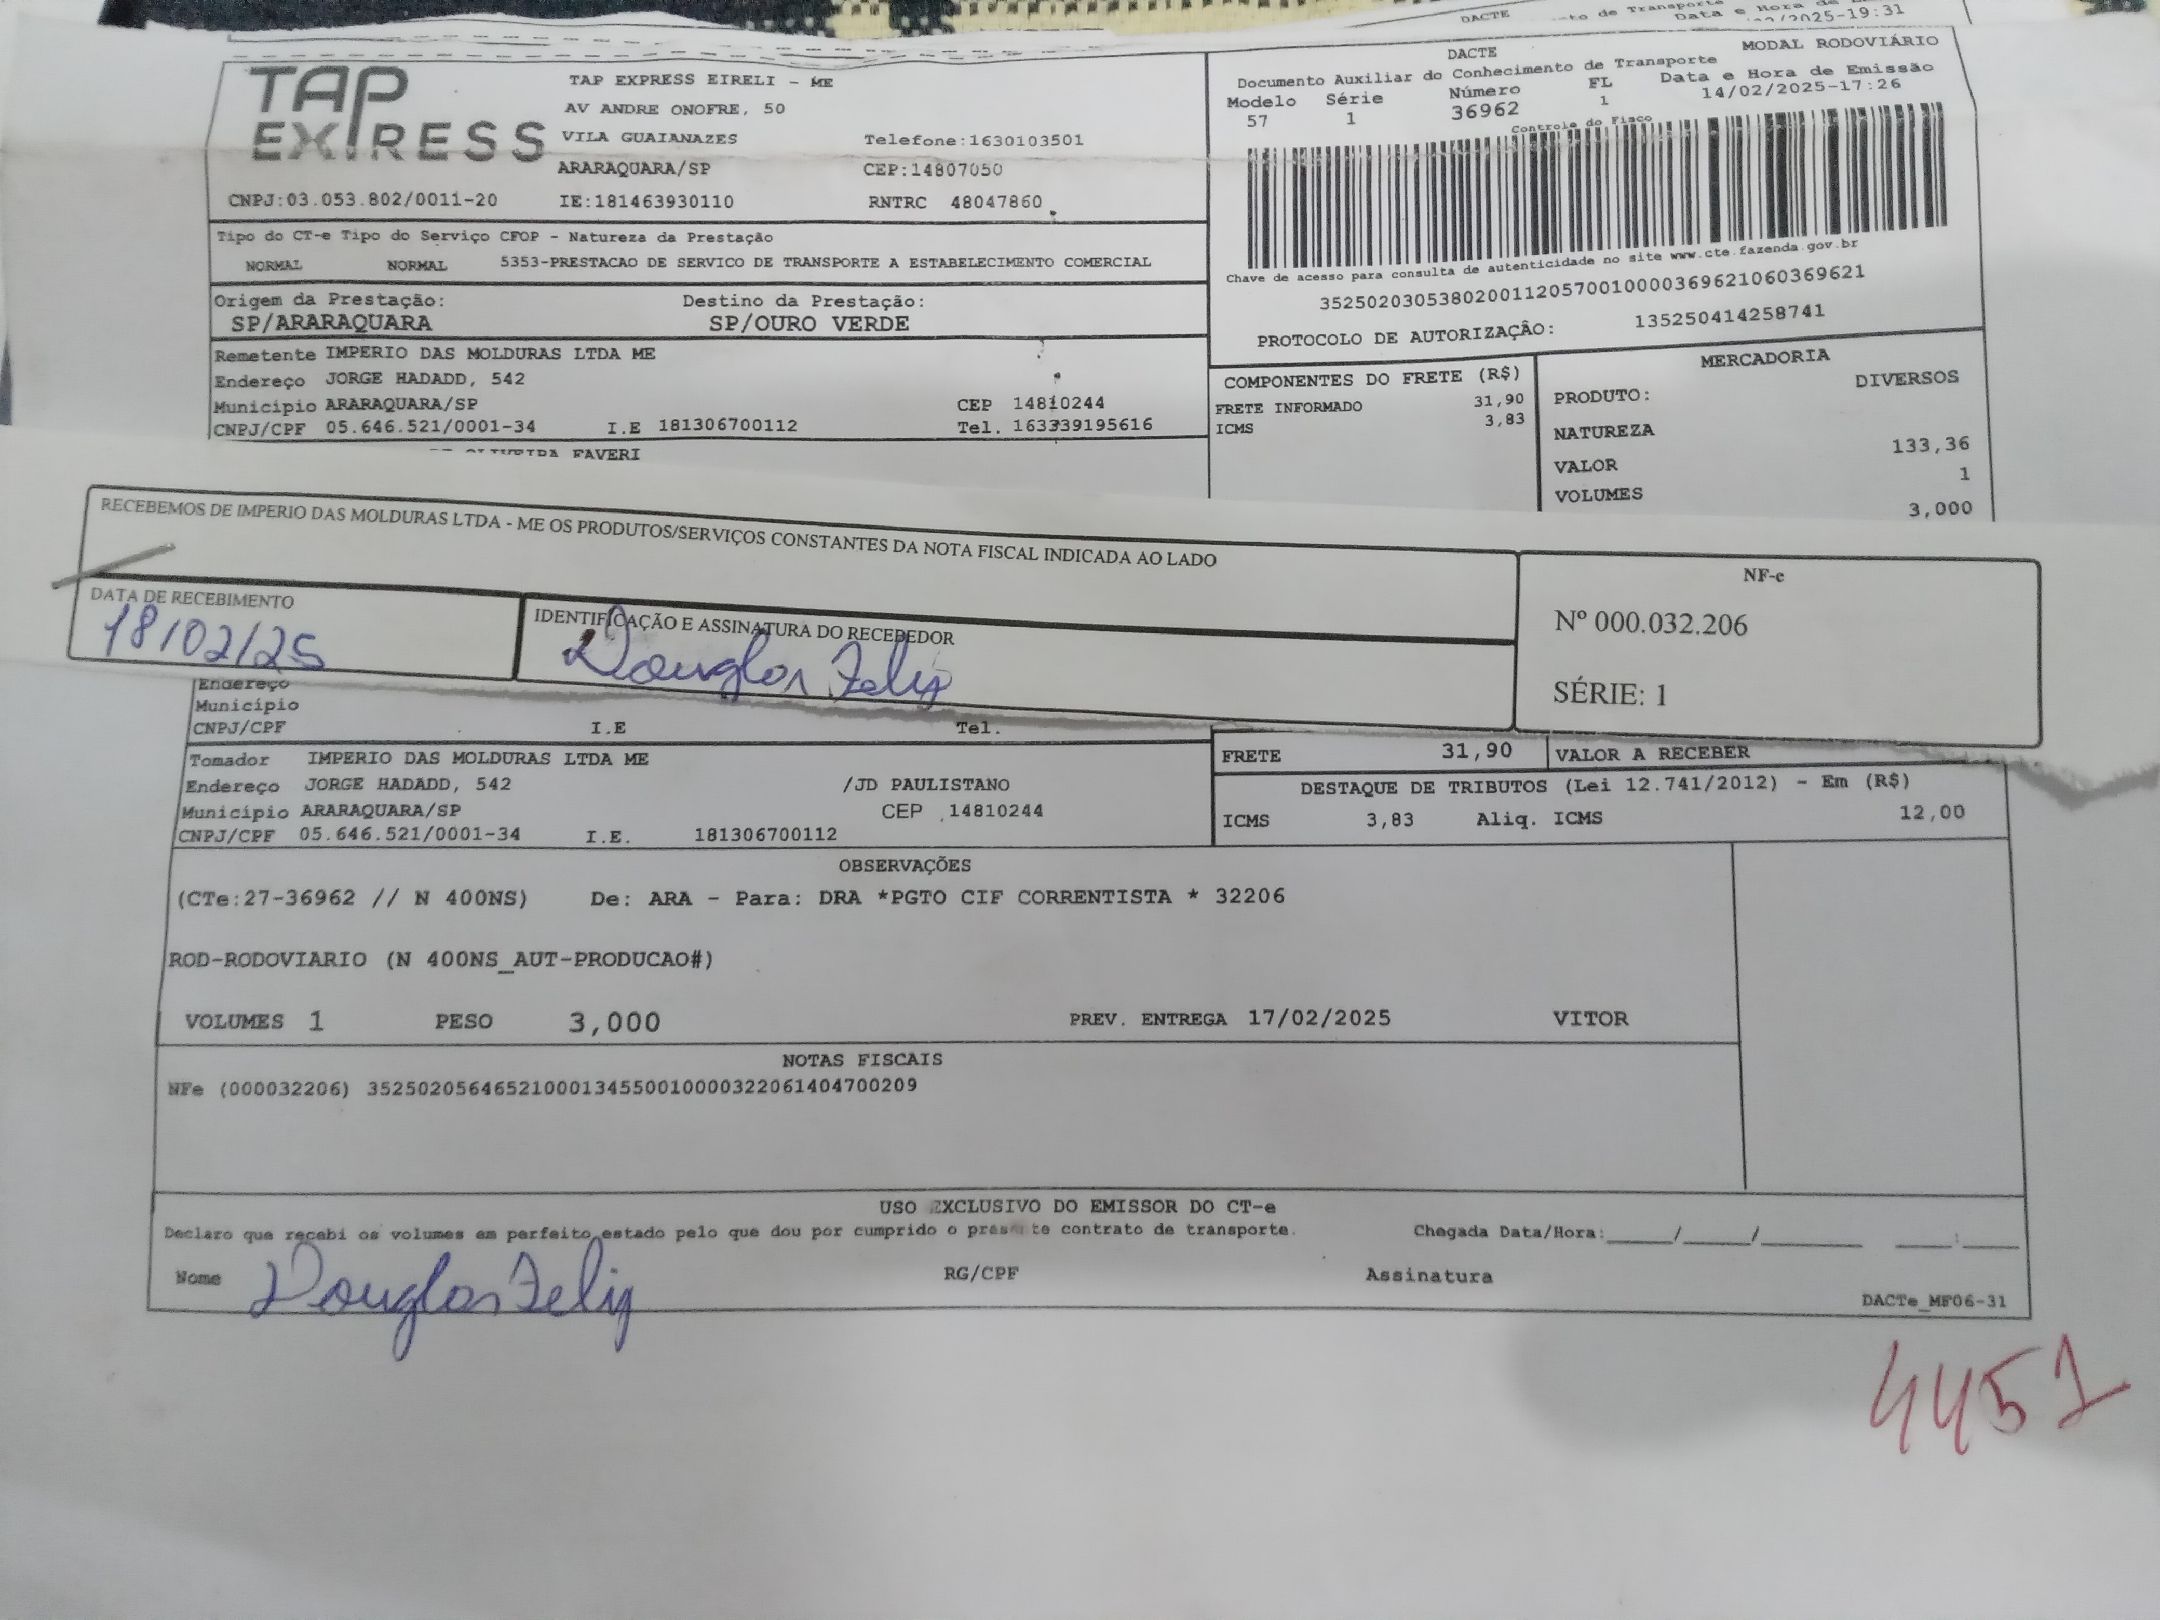 DACTE
Data e Hora de
/2025-19:31
TAP EXPRESS
TAP EXPRESS EIRELI - ME
AV ANDRE ONOFRE, 50
VILA GUAIANAZES Telefone:1630103501
ARARAQUARA/SP CEP:14807050
CNPJ:03.053.802/0011-20 IE:181463930110 RNTRC 48047860
DACTE MODAL RODOVIÁRIO
Documento Auxiliar do Conhecimento de Transporte
Modelo Série Número FL Data e Hora de Emissão
57 1 36962 1 14/02/2025-17:26
Controle do Fisco
Chave de acesso para consulta de autenticidade no site www.cte.fazenda.gov.br
35250203053802001120570010000369621060369621
PROTOCOLO DE AUTORIZAÇÃO: 135250414258741
Tipo do CT-e Tipo do Serviço CFOP - Natureza da Prestação
NORMAL NORMAL 5353-PRESTACAO DE SERVICO DE TRANSPORTE A ESTABELECIMENTO COMERCIAL
Origem da Prestação: Destino da Prestação:
SP/ARARAQUARA SP/OURO VERDE
Remetente IMPERIO DAS MOLDURAS LTDA ME
Endereço JORGE HADADD, 542
Município ARARAQUARA/SP CEP 14810244
CNPJ/CPF 05.646.521/0001-34 I.E 181306700112 Tel. 163339195616
OLIVEIRA FAVERI
COMPONENTES DO FRETE (R$)
FRETE INFORMADO 31,90
ICMS 3,83
MERCADORIA
PRODUTO: DIVERSOS
NATUREZA
VALOR 133,36
VOLUMES 1
3,000
RECEBEMOS DE IMPERIO DAS MOLDURAS LTDA - ME OS PRODUTOS/SERVIÇOS CONSTANTES DA NOTA FISCAL INDICADA AO LADO
DATA DE RECEBIMENTO
18/02/25
IDENTIFICAÇÃO E ASSINATURA DO RECEBEDOR
Douglas Felix
NF-e
Nº 000.032.206
SÉRIE: 1
Endereço
Município
CNPJ/CPF I.E Tel.
Tomador IMPERIO DAS MOLDURAS LTDA ME
Endereço JORGE HADADD, 542 /JD PAULISTANO
Município ARARAQUARA/SP CEP 14810244
CNPJ/CPF 05.646.521/0001-34 I.E. 181306700112
FRETE 31,90 VALOR A RECEBER
DESTAQUE DE TRIBUTOS (Lei 12.741/2012) - Em (R$)
ICMS 3,83 Aliq. ICMS 12,00
OBSERVAÇÕES
(CTe:27-36962 // N 400NS) De: ARA - Para: DRA *PGTO CIF CORRENTISTA * 32206
ROD-RODOVIARIO (N 400NS_AUT-PRODUCAO#)
VOLUMES 1 PESO 3,000 PREV. ENTREGA 17/02/2025 VITOR
NOTAS FISCAIS
NFe (000032206) 35250205646521000134550010000322061404700209
USO EXCLUSIVO DO EMISSOR DO CT-e
Declaro que recebi os volumes em perfeito estado pelo que dou por cumprido o presente contrato de transporte. Chegada Data/Hora:____/____/________ ____:____
Nome Douglas Felix RG/CPF Assinatura
DACTe_MF06-31
4451